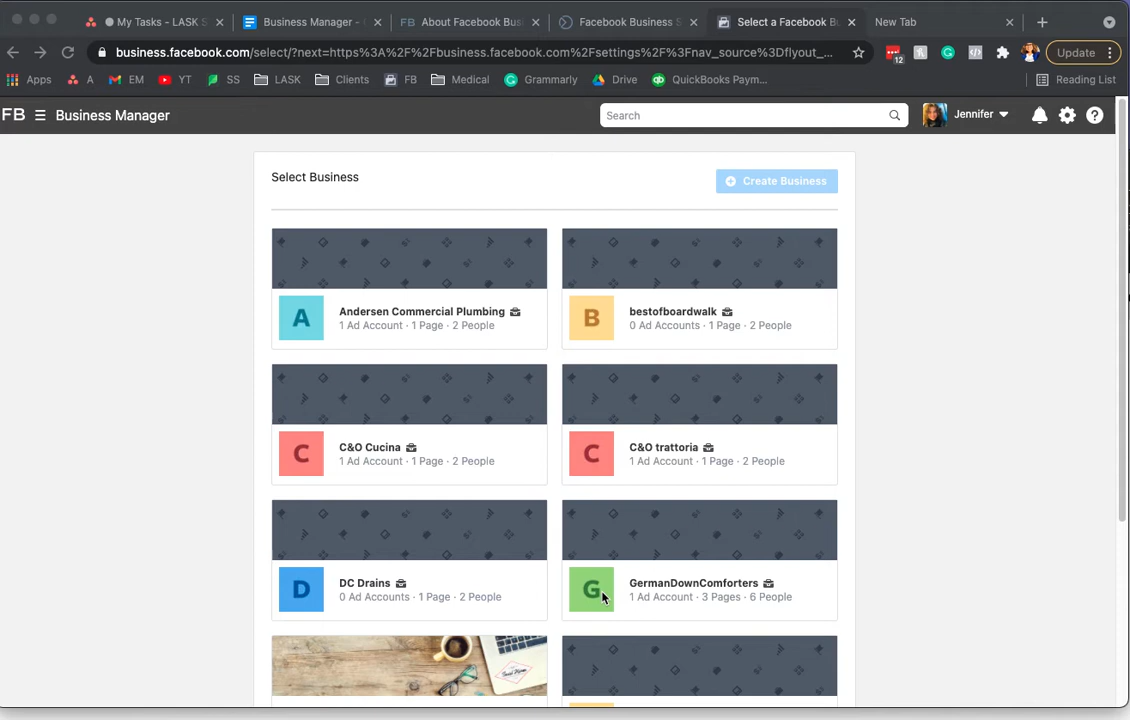 My Tasks – LASK S
Business Manager –
FB About Facebook Bus
Facebook Business S
Select a Facebook Bu
New Tab
business.facebook.com/select/?next=https%3A%2F%2Fbusiness.facebook.com%2Fsettings%2F%3Fnav_source%3Dflyout_...
12
Update
Apps
A
EM
YT
SS
LASK
Clients
FB
Medical
Grammarly
Drive
QuickBooks Paym...
Reading List
FB
Business Manager
Search
Jennifer
Select Business
Create Business
A
Andersen Commercial Plumbing
1 Ad Account · 1 Page · 2 People
B
bestofboardwalk
0 Ad Accounts · 1 Page · 2 People
C
C&O Cucina
1 Ad Account · 1 Page · 2 People
C
C&O trattoria
1 Ad Account · 1 Page · 2 People
D
DC Drains
0 Ad Accounts · 1 Page · 2 People
G
GermanDownComforters
1 Ad Account · 3 Pages · 6 People